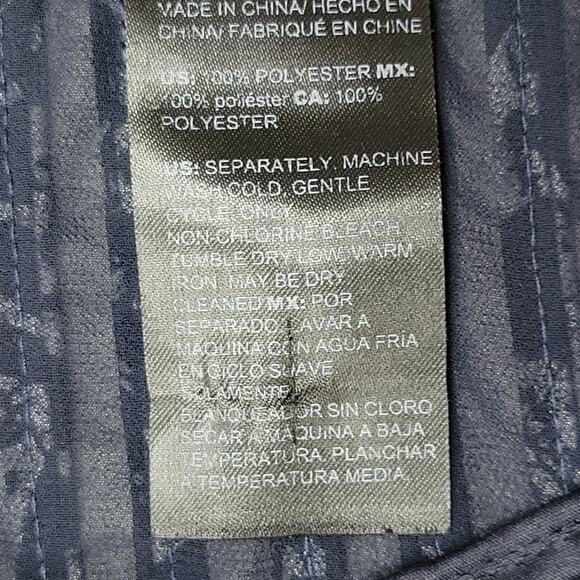 MADE IN CHINA/ HECHO EN
CHINA/ FABRIQUÉ EN CHINE
US: 100% POLYESTER MX:
100% poliéster CA: 100%
POLYESTER
US: SEPARATELY. MACHINE
WASH COLD, GENTLE
CYCLE, ONLY
NON-CHLORINE BLEACH
TUMBLE DRY LOW, WARM
IRON, MAY BE DRY
CLEANED MX: POR
SEPARADO. LAVAR A
MAQUINA CON AGUA FRÍA
EN CICLO SUAVE
SOLAMENTE
BLANQUEADOR SIN CLORO
SECAR A MAQUINA A BAJA
TEMPERATURA, PLANCHAR
A TEMPERATURA MEDIA.